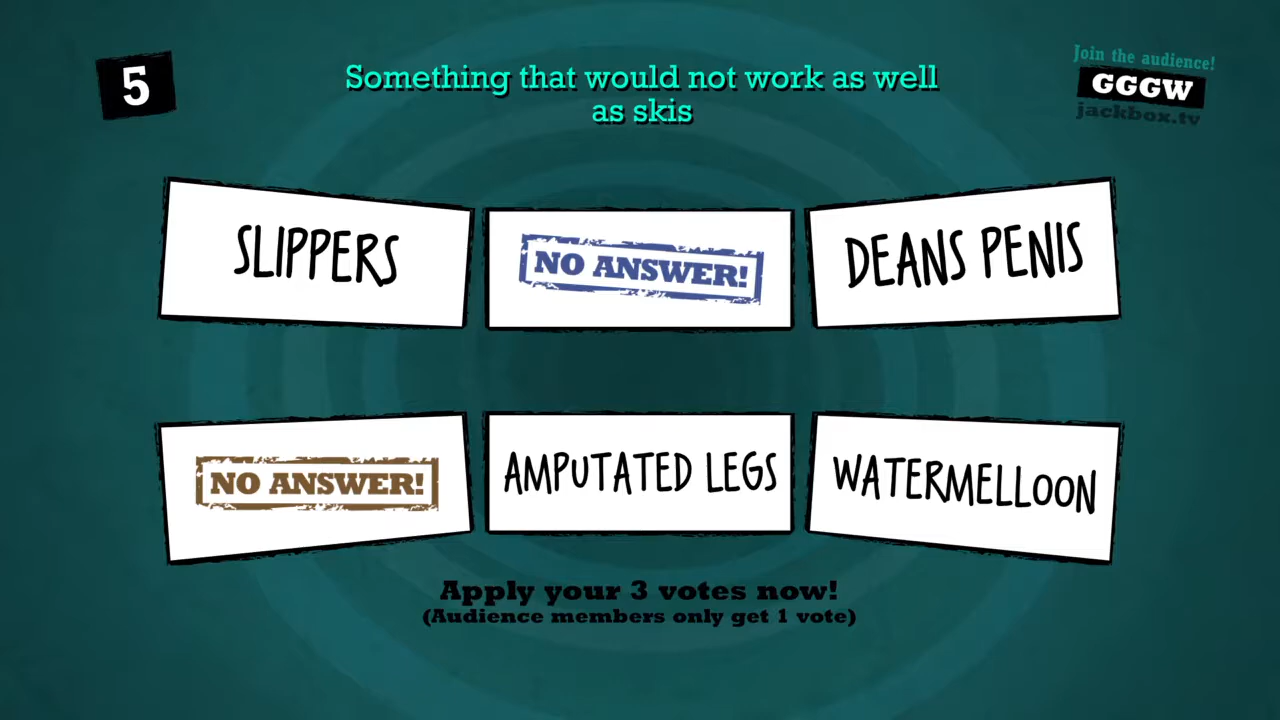 5
Something that would not work as well
as skis
Join the audience!
GGGW
jackbox.tv
SLIPPERS
NO ANSWER!
DEANS PENIS
NO ANSWER!
AMPUTATED LEGS
WATERMELLOON
Apply your 3 votes now!
(Audience members only get 1 vote)